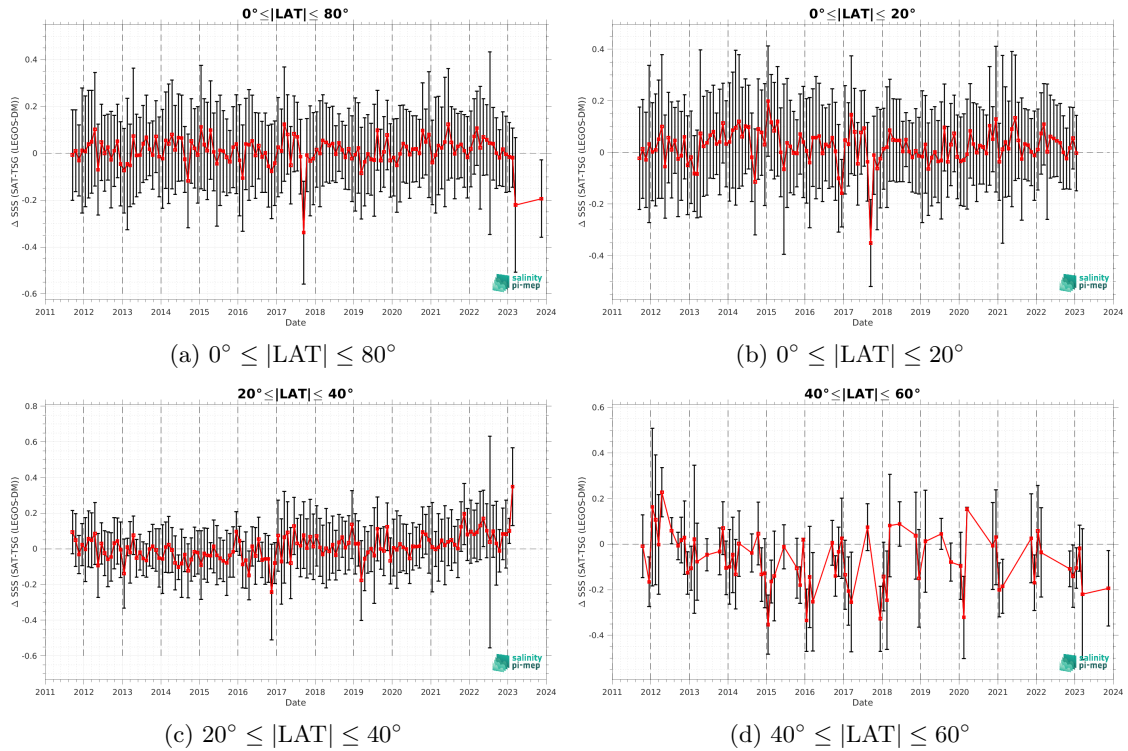 0°≤|LAT|≤ 80°
Δ SSS (SAT-TSG (LEGOS-DM))
0.4
0.2
0
-0.2
-0.4
-0.6
2011 2012 2013 2014 2015 2016 2017 2018 2019 2020 2021 2022 2023 2024
Date
salinity
pi-mep
(a) 0° ≤ |LAT| ≤ 80°
0°≤|LAT|≤ 20°
Δ SSS (SAT-TSG (LEGOS-DM))
0.4
0.2
0
-0.2
-0.4
2011 2012 2013 2014 2015 2016 2017 2018 2019 2020 2021 2022 2023 2024
Date
salinity
pi-mep
(b) 0° ≤ |LAT| ≤ 20°
20°≤|LAT|≤ 40°
Δ SSS (SAT-TSG (LEGOS-DM))
0.8
0.6
0.4
0.2
0
-0.2
-0.4
-0.6
2011 2012 2013 2014 2015 2016 2017 2018 2019 2020 2021 2022 2023 2024
Date
salinity
pi-mep
(c) 20° ≤ |LAT| ≤ 40°
40°≤|LAT|≤ 60°
Δ SSS (SAT-TSG (LEGOS-DM))
0.6
0.4
0.2
0
-0.2
-0.4
2011 2012 2013 2014 2015 2016 2017 2018 2019 2020 2021 2022 2023 2024
Date
salinity
pi-mep
(d) 40° ≤ |LAT| ≤ 60°